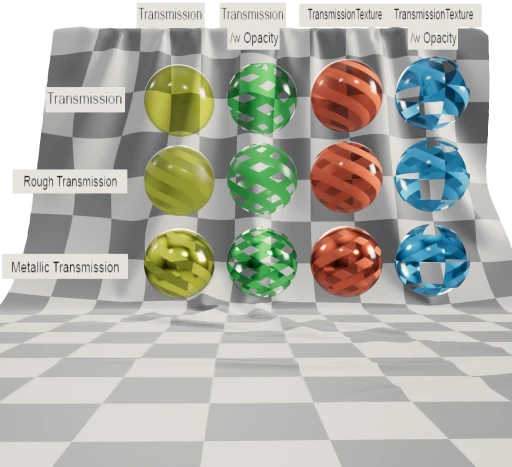 Transmission
Transmission
/w Opacity
TransmissionTexture
TransmissionTexture
/w Opacity
Transmission
Rough Transmission
Metallic Transmission